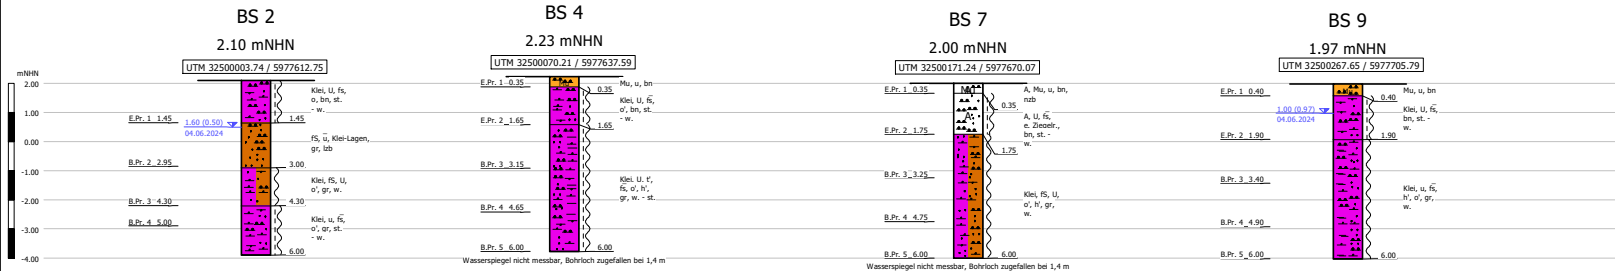 BS 2
2.10 mNHN
UTM 32500003.74 / 5977612.75
BS 4
2.23 mNHN
UTM 32500070.21 / 5977637.59
BS 7
2.00 mNHN
UTM 32500171.24 / 5977670.07
BS 9
1.97 mNHN
UTM 32500267.65 / 5977705.79
mNHN
2.00
1.00
0.00
-1.00
-2.00
-3.00
-4.00
E.Pr. 1 1.45
B.Pr. 2 2.95
B.Pr. 3 4.30
B.Pr. 4 5.00
1.60 (0.50)
04.06.2024
1.45
3.00
4.30
6.00
Klei, U, fs,
o, bn, st.
- w.
fS, u̅, Klei-Lagen,
gr, lzb
Klei, fS, U,
o', gr, w.
Klei, u, fs̅,
o', gr, st.
- w.
E.Pr. 1 0.35
E.Pr. 2 1.65
B.Pr. 3 3.15
B.Pr. 4 4.65
B.Pr. 5 6.00
0.35
1.65
6.00
Mu, u, bn
Klei, U, fs̅,
o', bn, st.
- w.
Klei, U, t',
fs̅, o', h',
gr, w. - st.
Wasserspiegel nicht messbar, Bohrloch zugefallen bei 1,4 m
E.Pr. 1 0.35
E.Pr. 2 1.75
B.Pr. 3 3.25
B.Pr. 4 4.75
B.Pr. 5 6.00
A
0.35
1.75
6.00
A, Mu, u, bn,
nzb
A, U, fs̅,
e. Ziegelr.,
bn, st. -
w.
Klei, fS, U,
o', h', gr,
w.
Wasserspiegel nicht messbar, Bohrloch zugefallen bei 1,4 m
E.Pr. 1 0.40
E.Pr. 2 1.90
B.Pr. 3 3.40
B.Pr. 4 4.90
B.Pr. 5 6.00
1.00 (0.97)
04.06.2024
0.40
1.90
6.00
Mu, u, bn
Klei, U, fs̅,
bn, st. -
w.
Klei, u, fs̅,
h', o', gr,
w.